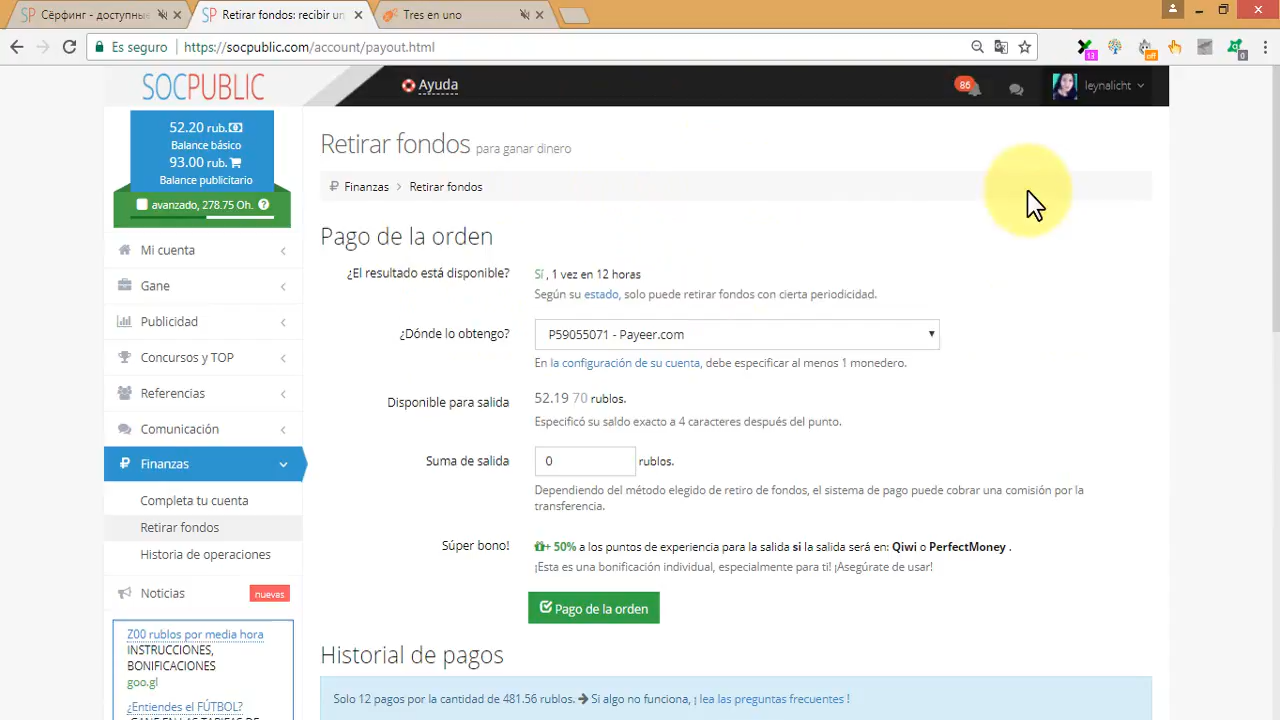 Сёрфинг - доступны
Retirar fondos: recibir un
Tres en uno
Es seguro
https://socpublic.com/account/payout.html
13
off
0
SOCPUBLIC
Ayuda
86
leynalicht
52.20 rub.
Balance básico
93.00 rub.
Balance publicitario
avanzado, 278.75 Oh.
Mi cuenta
Gane
Publicidad
Concursos y TOP
Referencias
Comunicación
Finanzas
Completa tu cuenta
Retirar fondos
Historia de operaciones
Noticias
nuevas
Z00 rublos por media hora
INSTRUCCIONES,
BONIFICACIONES
goo.gl
¿Entiendes el FÚTBOL?
Retirar fondos para ganar dinero
Finanzas > Retirar fondos
Pago de la orden
¿El resultado está disponible?
Sí , 1 vez en 12 horas
Según su estado, solo puede retirar fondos con cierta periodicidad.
¿Dónde lo obtengo?
P59055071 - Payeer.com
En la configuración de su cuenta, debe especificar al menos 1 monedero.
Disponible para salida
52.19 70 rublos.
Especificó su saldo exacto a 4 caracteres después del punto.
Suma de salida
0
rublos.
Dependiendo del método elegido de retiro de fondos, el sistema de pago puede cobrar una comisión por la
transferencia.
Súper bono!
+ 50% a los puntos de experiencia para la salida si la salida será en: Qiwi o PerfectMoney .
¡Esta es una bonificación individual, especialmente para ti! ¡Asegúrate de usar!
Pago de la orden
Historial de pagos
Solo 12 pagos por la cantidad de 481.56 rublos. Si algo no funciona, ¡ lea las preguntas frecuentes !